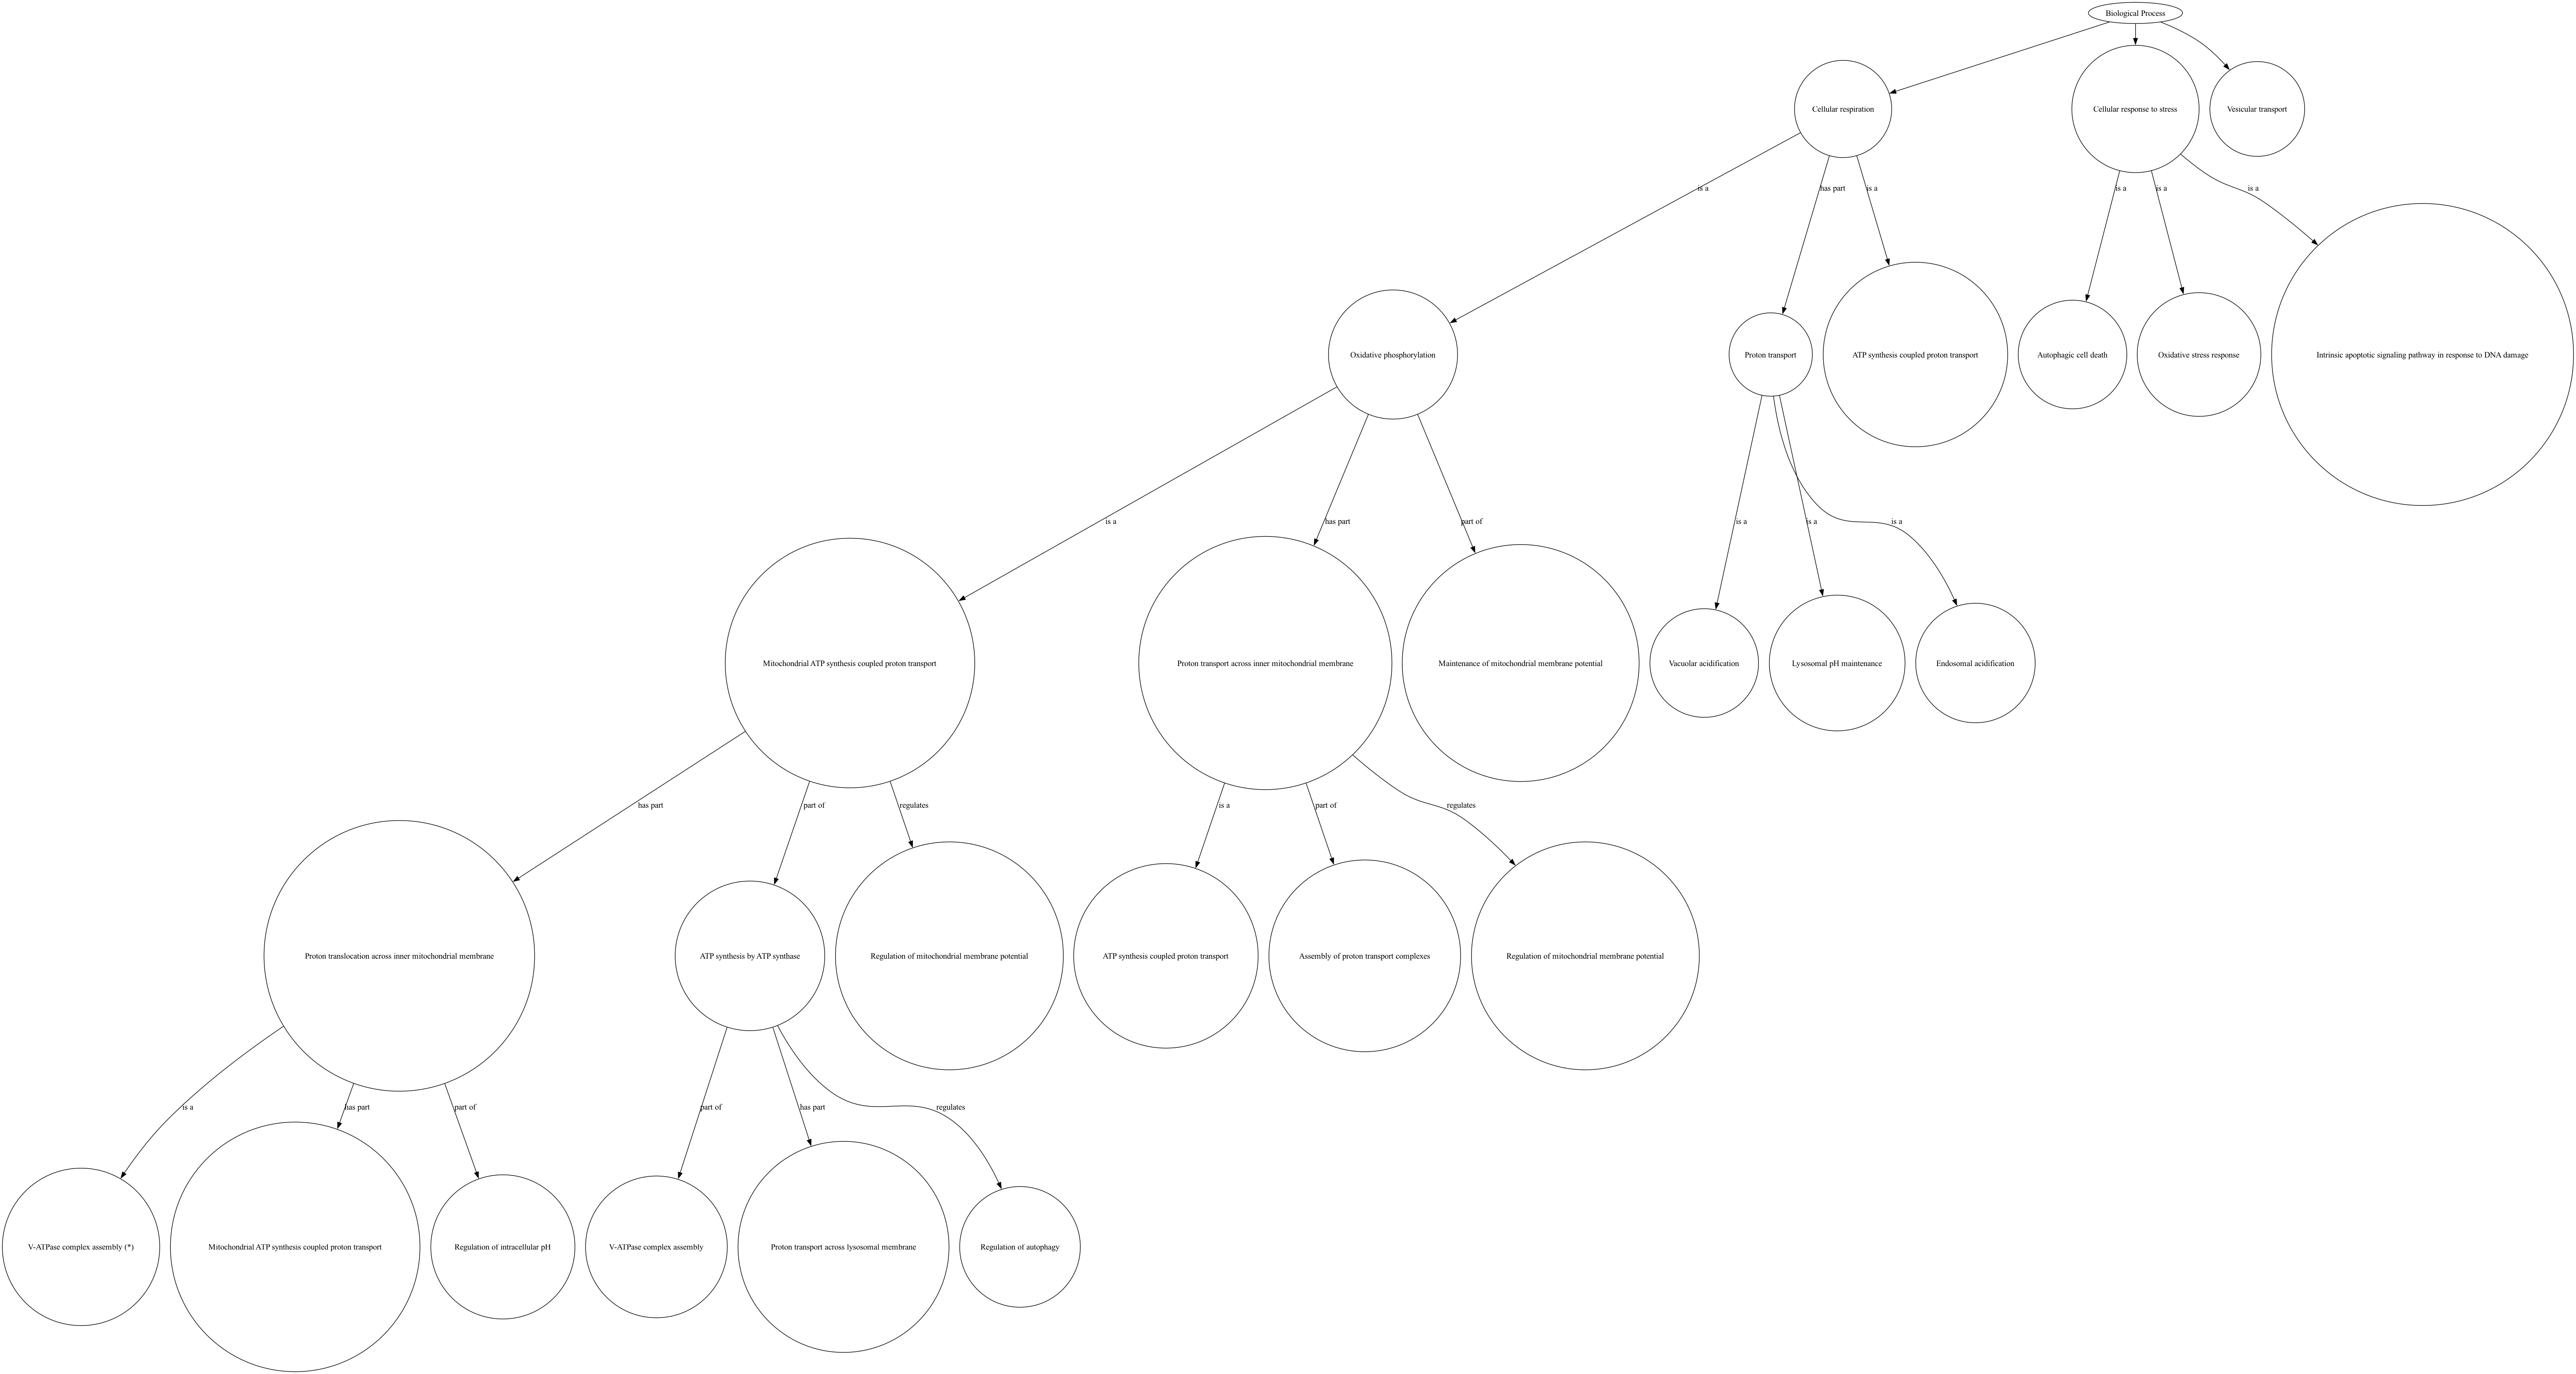 Biological Process
Cellular respiration
Cellular response to stress
Vesicular transport
is a
has part
is a
is a
is a
is a
Oxidative phosphorylation
Proton transport
ATP synthesis coupled proton transport
Autophagic cell death
Oxidative stress response
Intrinsic apoptotic signaling pathway in response to DNA damage
is a
has part
part of
is a
is a
is a
Mitochondrial ATP synthesis coupled proton transport
Proton transport across inner mitochondrial membrane
Maintenance of mitochondrial membrane potential
Vacuolar acidification
Lysosomal pH maintenance
Endosomal acidification
has part
part of
regulates
is a
part of
regulates
Proton translocation across inner mitochondrial membrane
ATP synthesis by ATP synthase
Regulation of mitochondrial membrane potential
ATP synthesis coupled proton transport
Assembly of proton transport complexes
Regulation of mitochondrial membrane potential
is a
has part
part of
part of
has part
regulates
V-ATPase complex assembly (*)
Mitochondrial ATP synthesis coupled proton transport
Regulation of intracellular pH
V-ATPase complex assembly
Proton transport across lysosomal membrane
Regulation of autophagy